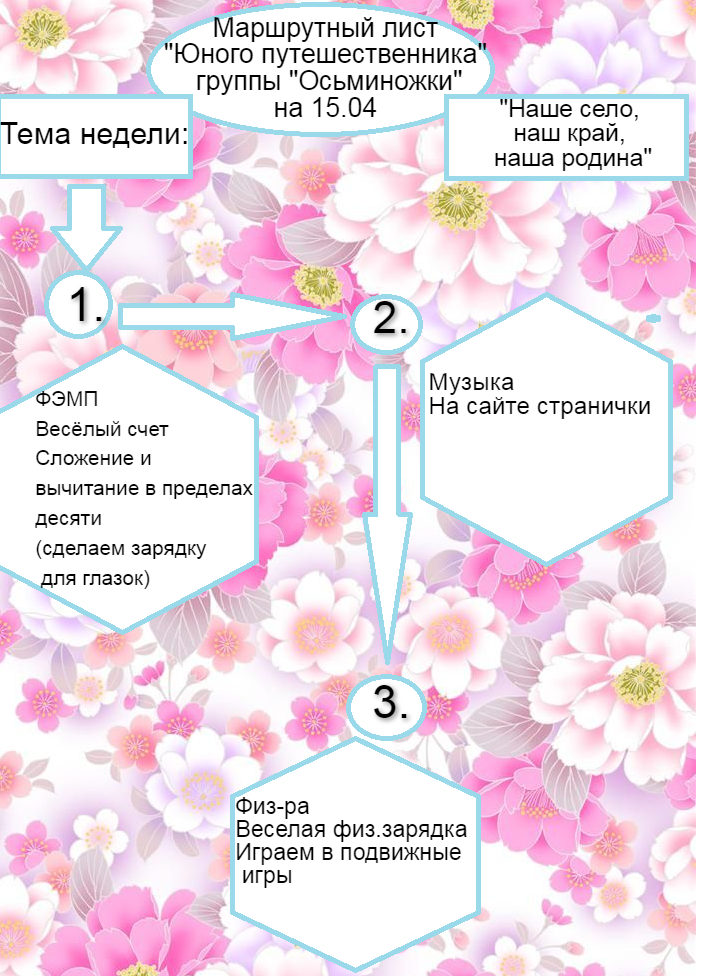 Маршрутный лист
"Юного путешественника"
группы "Осьминожки"
на 15.04
Тема недели:
"Наше село,
наш край,
наша родина"
1.
2.
ФЭМП
Весёлый счет
Сложение и
вычитание в пределах
десяти
(сделаем зарядку
для глазок)
Музыка
На сайте странички
3.
Физ-ра
Веселая физ.зарядка
Играем в подвижные
игры